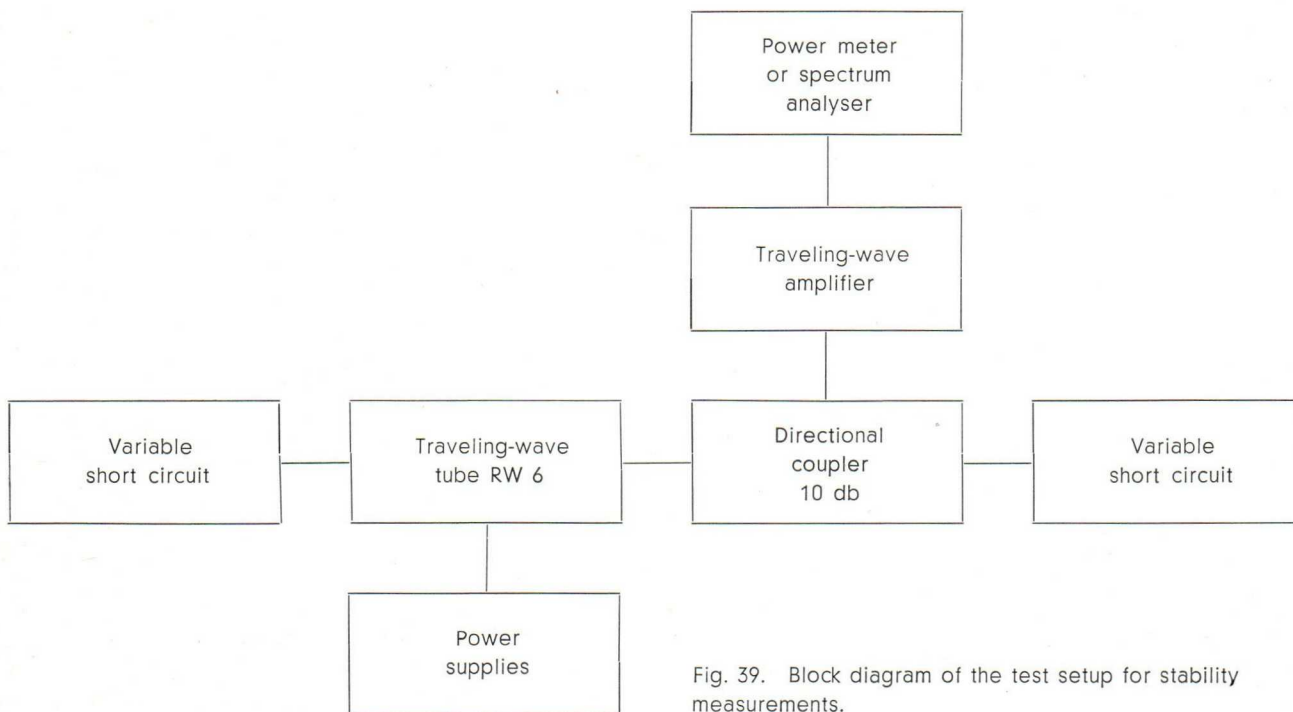 Power meter
or spectrum
analyser
Traveling-wave
amplifier
Variable
short circuit
Traveling-wave
tube RW 6
Directional
coupler
10 db
Variable
short circuit
Power
supplies
Fig. 39. Block diagram of the test setup for stability
measurements.